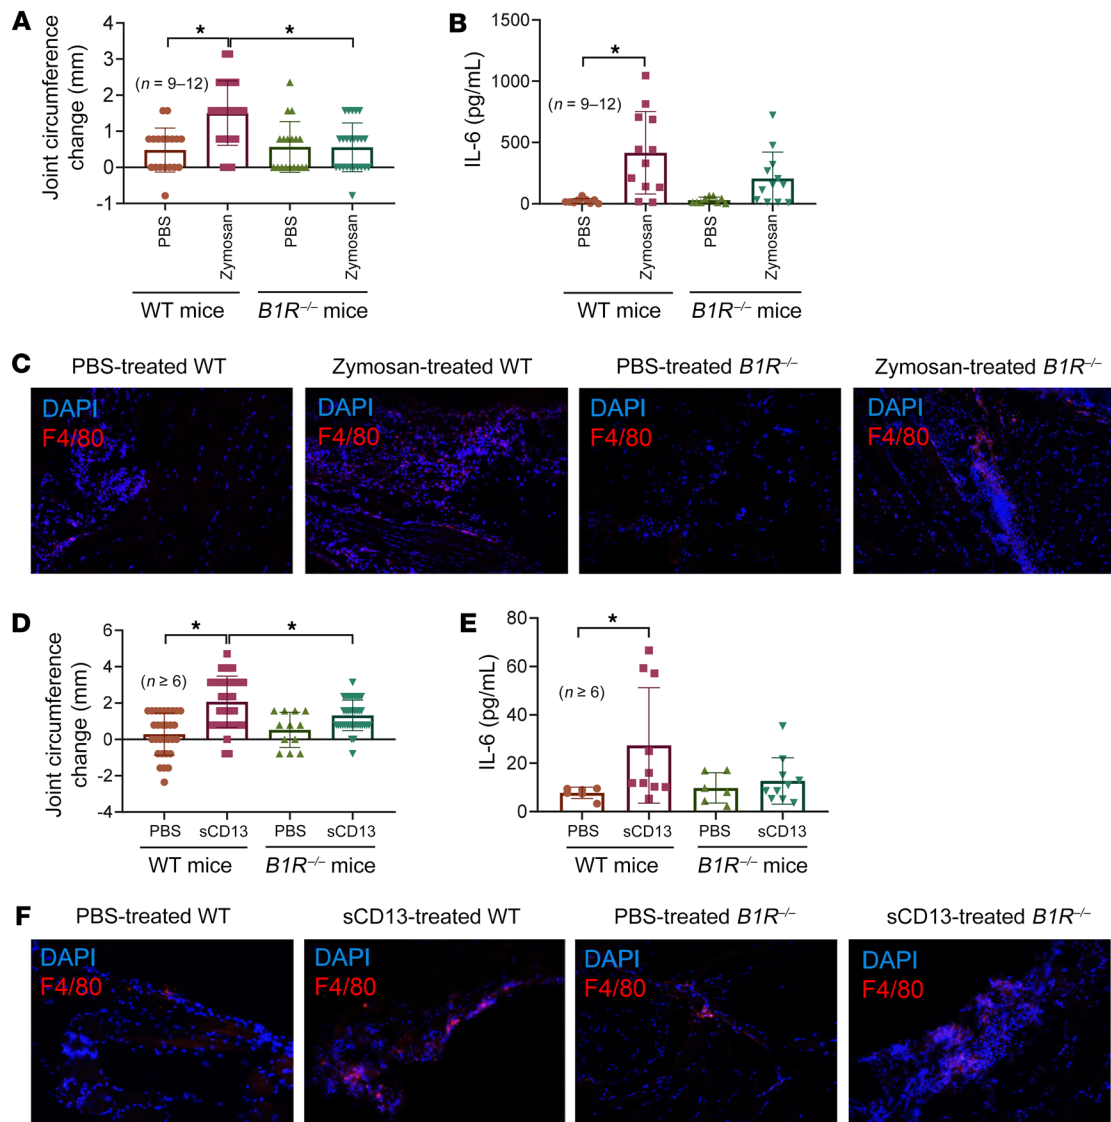 A
Joint circumference
change (mm)
4
3
2
1
0
-1
(n = 9–12)
*
*
PBS
Zymosan
PBS
Zymosan
WT mice
B1R–/– mice
B
IL-6 (pg/mL)
1500
1000
500
0
(n = 9–12)
*
PBS
Zymosan
PBS
Zymosan
WT mice
B1R–/– mice
C
PBS-treated WT
Zymosan-treated WT
PBS-treated B1R–/–
Zymosan-treated B1R–/–
DAPI
F4/80
DAPI
F4/80
DAPI
F4/80
DAPI
F4/80
D
Joint circumference
change (mm)
6
4
2
0
-2
-4
(n ≥ 6)
*
*
PBS
sCD13
PBS
sCD13
WT mice
B1R–/– mice
E
IL-6 (pg/mL)
80
60
40
20
0
(n ≥ 6)
*
PBS
sCD13
PBS
sCD13
WT mice
B1R–/– mice
F
PBS-treated WT
sCD13-treated WT
PBS-treated B1R–/–
sCD13-treated B1R–/–
DAPI
F4/80
DAPI
F4/80
DAPI
F4/80
DAPI
F4/80